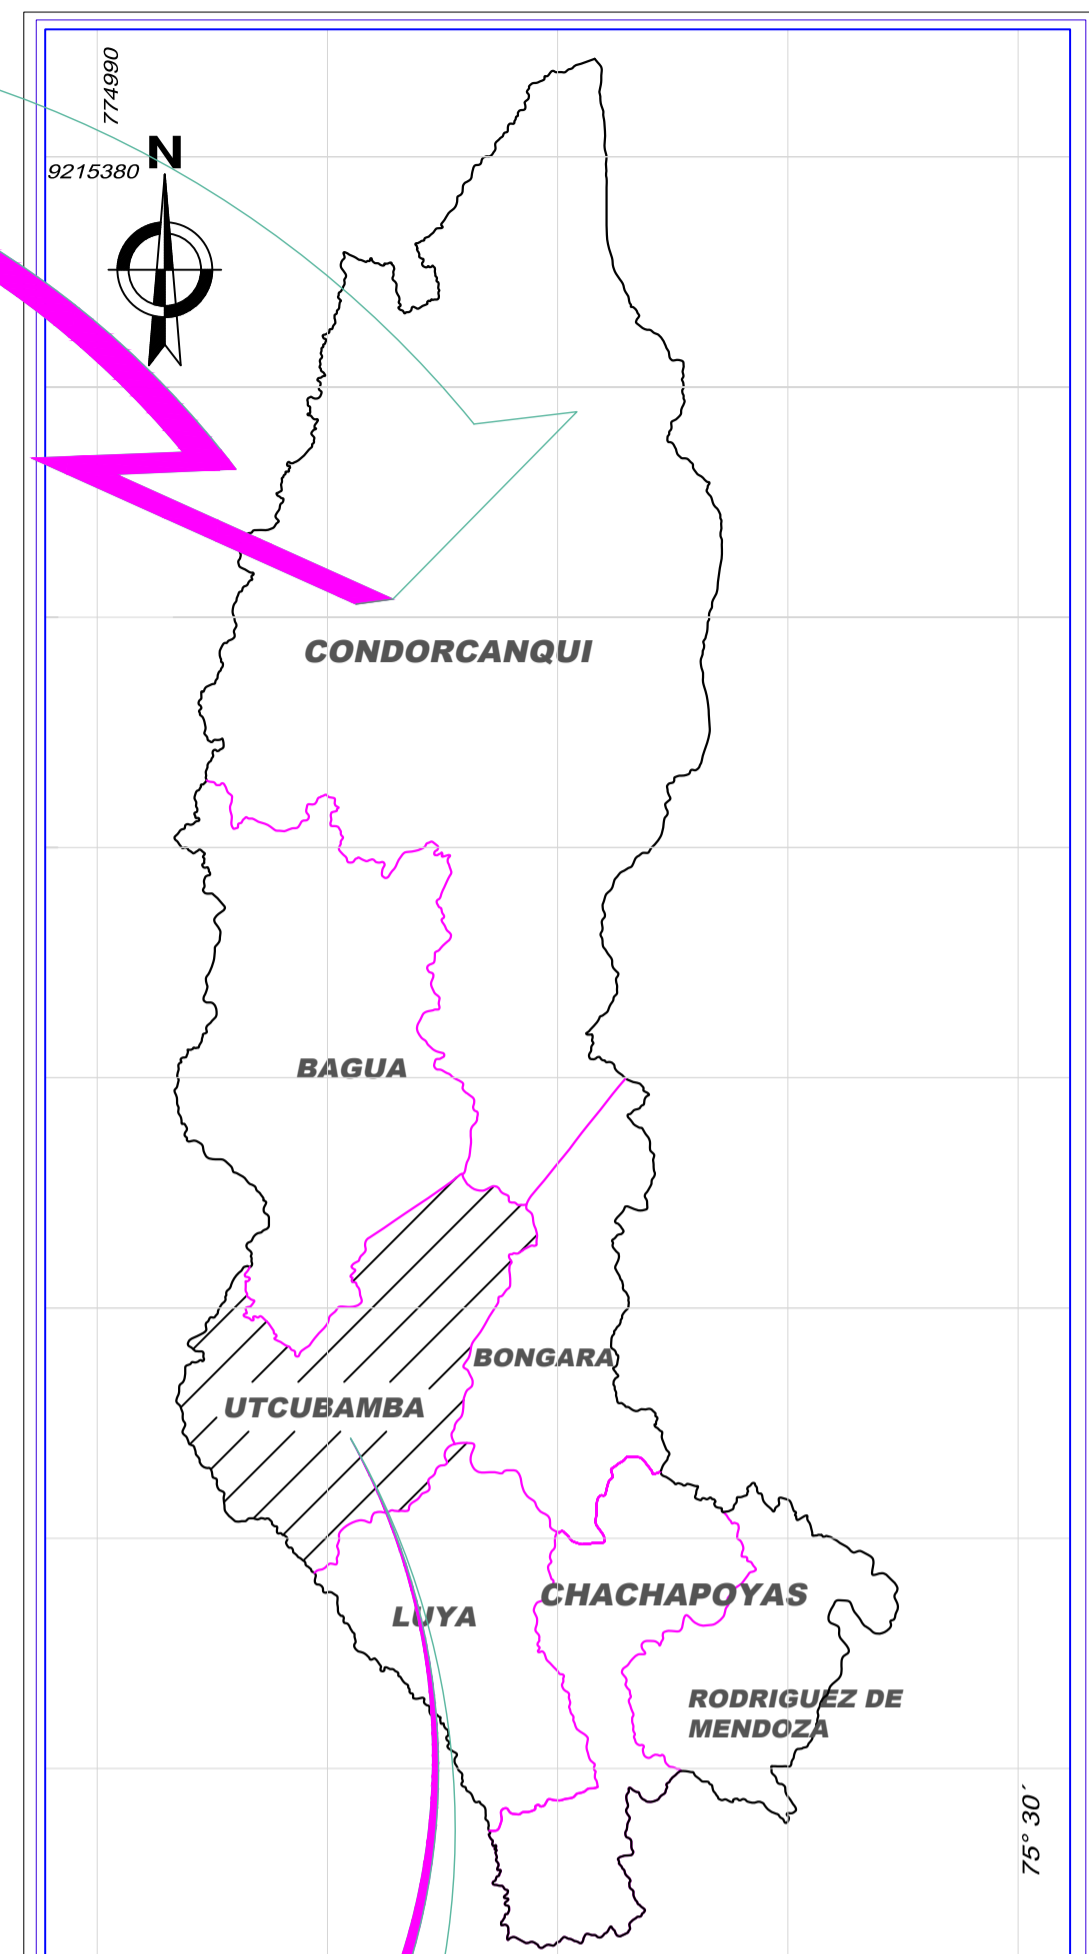 774990
N
9215380
CONDORCANQUI
BAGUA
BONGARA
UTCUBAMBA
CHACHAPOYAS
LUYA
RODRIGUEZ DE
MENDOZA
75° 30´